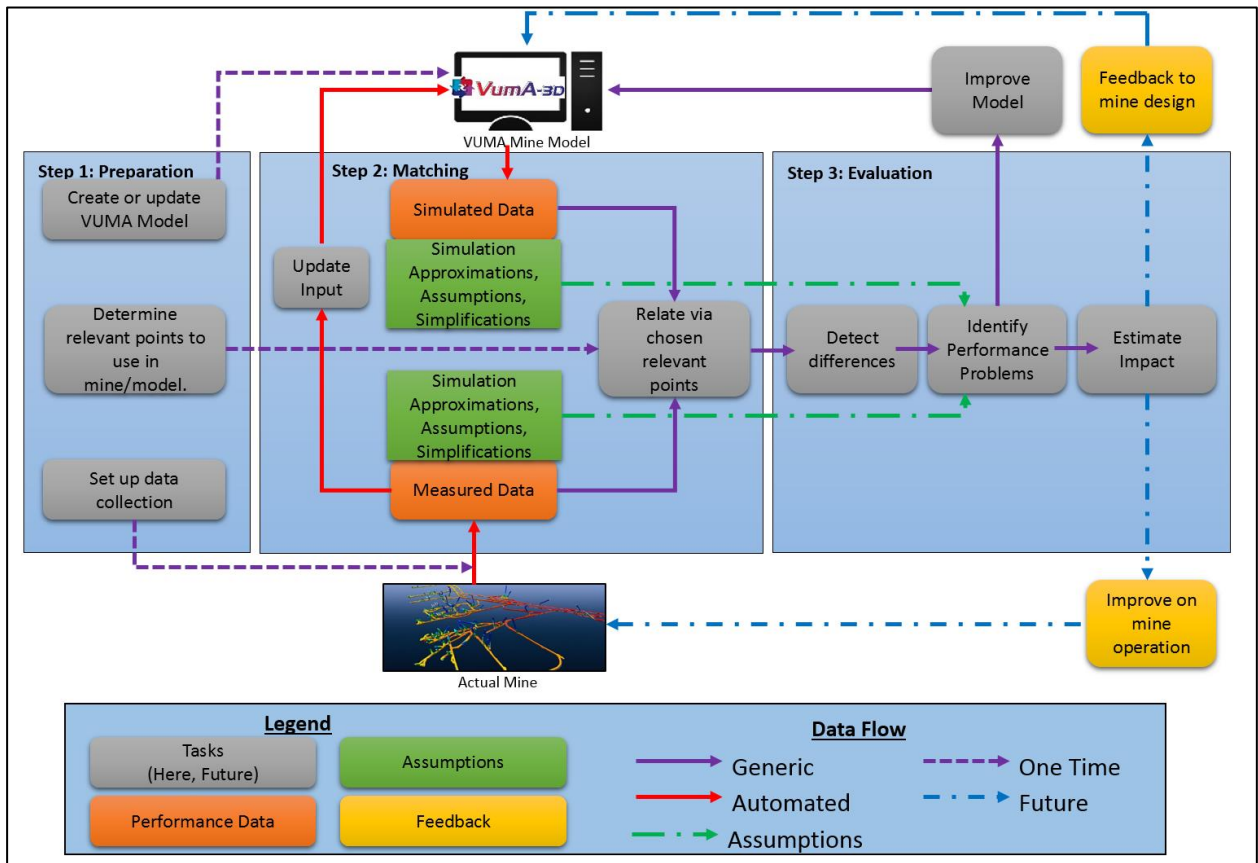 VumA-3D
VUMA Mine Model
Improve
Model
Feedback to
mine design
Step 1: Preparation
Create or update
VUMA Model
Determine
relevant points to
use in
mine/model.
Set up data
collection
Step 2: Matching
Simulated Data
Simulation
Approximations,
Assumptions,
Simplifications
Update
Input
Relate via
chosen
relevant
points
Simulation
Approximations,
Assumptions,
Simplifications
Measured Data
Step 3: Evaluation
Detect
differences
Identify
Performance
Problems
Estimate
Impact
Actual Mine
Improve on
mine
operation
Legend
Tasks
(Here, Future)
Assumptions
Performance Data
Feedback
Data Flow
Generic
One Time
Automated
Future
Assumptions